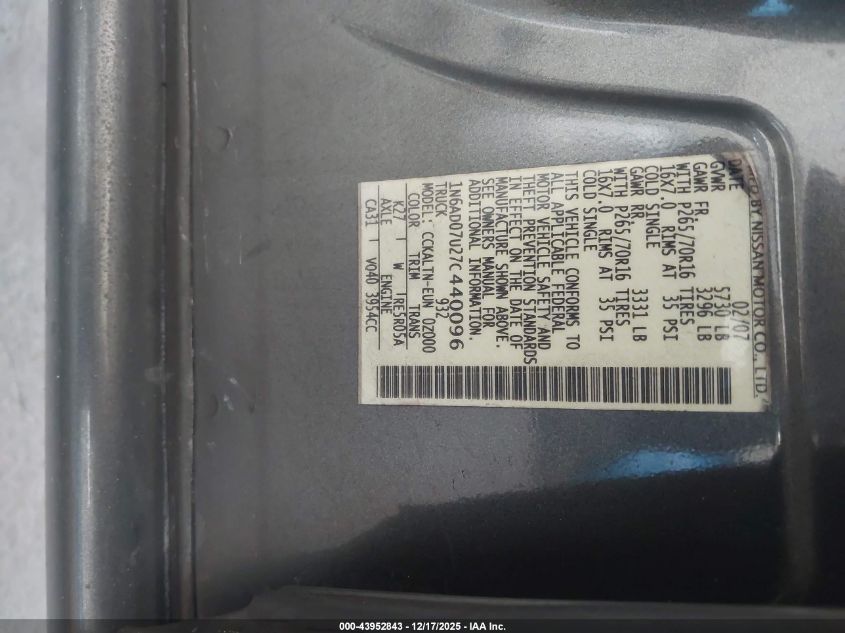 MFD BY NISSAN MOTOR CO., LTD.
DATE 02/07
GVWR 5730 LB
GAWR FR. 3296 LB
WITH P265/70R16 TIRES
16X7.0 RIMS AT 35 PSI
COLD SINGLE
GAWR RR. 3331 LB
WITH P265/70R16 TIRES
16X7.0 RIMS AT 35 PSI
COLD SINGLE
THIS VEHICLE CONFORMS TO
ALL APPLICABLE FEDERAL
MOTOR VEHICLE SAFETY AND
THEFT PREVENTION STANDARDS
IN EFFECT ON THE DATE OF
MANUFACTURE SHOWN ABOVE.
SEE OWNERS MANUAL FOR
ADDITIONAL INFORMATION.
1N6AD07U27C440096
TRUCK 932
MODEL: CCKALTN-EUM UZ000
COLOR TRIM TRANS
K27 W RE5R05A
AXLE ENGINE
CA31 VQ40 3954CC
000-43952843 - 12/17/2025 - IAA Inc.